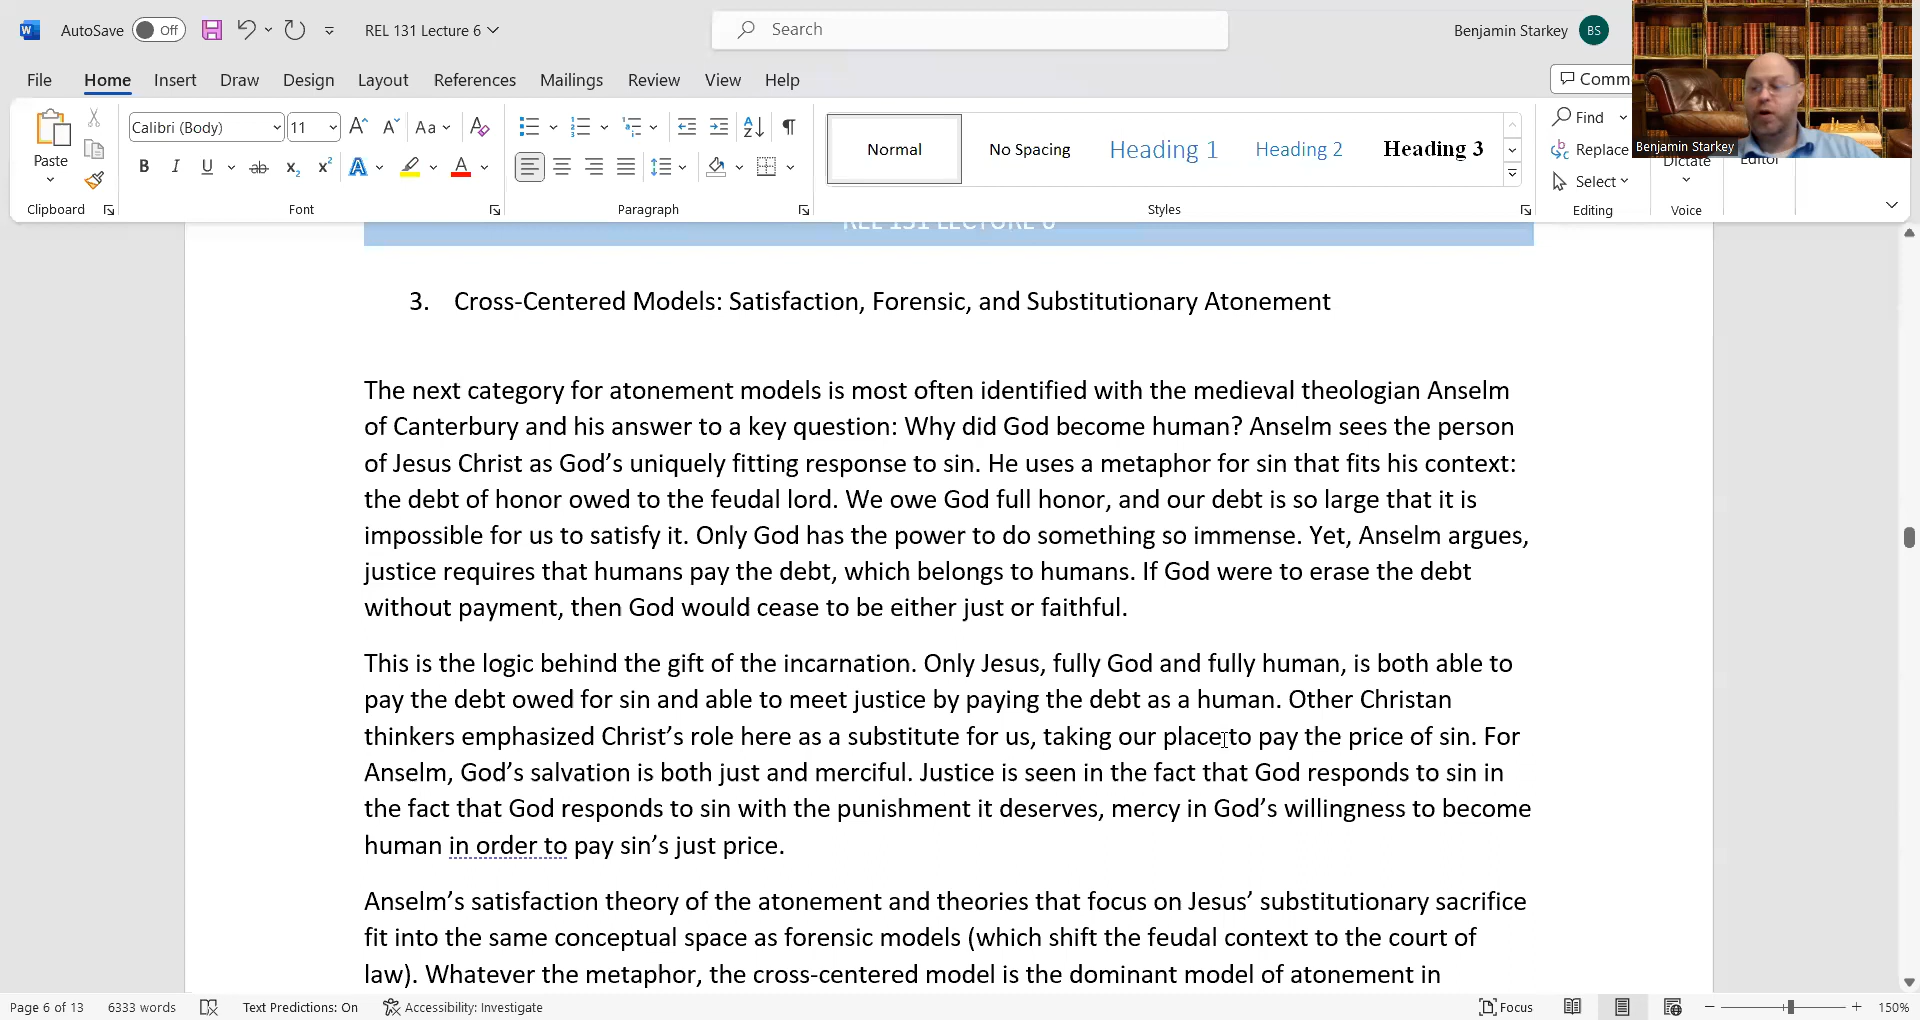 AutoSave Off REL 131 Lecture 6 Search Benjamin Starkey BS
File Home Insert Draw Design Layout References Mailings Review View Help Comm
Calibri (Body) 11 Aa A Z ¶ Normal No Spacing Heading 1 Heading 2 Heading 3 Find
Paste B I U ab x2 x2 A A Replace Dictate Editor
Benjamin Starkey
Select
Clipboard Font Paragraph Styles Editing Voice
REL 131 LECTURE 6
3. Cross-Centered Models: Satisfaction, Forensic, and Substitutionary Atonement
The next category for atonement models is most often identified with the medieval theologian Anselm
of Canterbury and his answer to a key question: Why did God become human? Anselm sees the person
of Jesus Christ as God’s uniquely fitting response to sin. He uses a metaphor for sin that fits his context:
the debt of honor owed to the feudal lord. We owe God full honor, and our debt is so large that it is
impossible for us to satisfy it. Only God has the power to do something so immense. Yet, Anselm argues,
justice requires that humans pay the debt, which belongs to humans. If God were to erase the debt
without payment, then God would cease to be either just or faithful.
This is the logic behind the gift of the incarnation. Only Jesus, fully God and fully human, is both able to
pay the debt owed for sin and able to meet justice by paying the debt as a human. Other Christan
thinkers emphasized Christ’s role here as a substitute for us, taking our place to pay the price of sin. For
Anselm, God’s salvation is both just and merciful. Justice is seen in the fact that God responds to sin in
the fact that God responds to sin with the punishment it deserves, mercy in God’s willingness to become
human in order to pay sin’s just price.
Anselm’s satisfaction theory of the atonement and theories that focus on Jesus’ substitutionary sacrifice
fit into the same conceptual space as forensic models (which shift the feudal context to the court of
law). Whatever the metaphor, the cross-centered model is the dominant model of atonement in
Page 6 of 13 6333 words Text Predictions: On Accessibility: Investigate Focus 150%